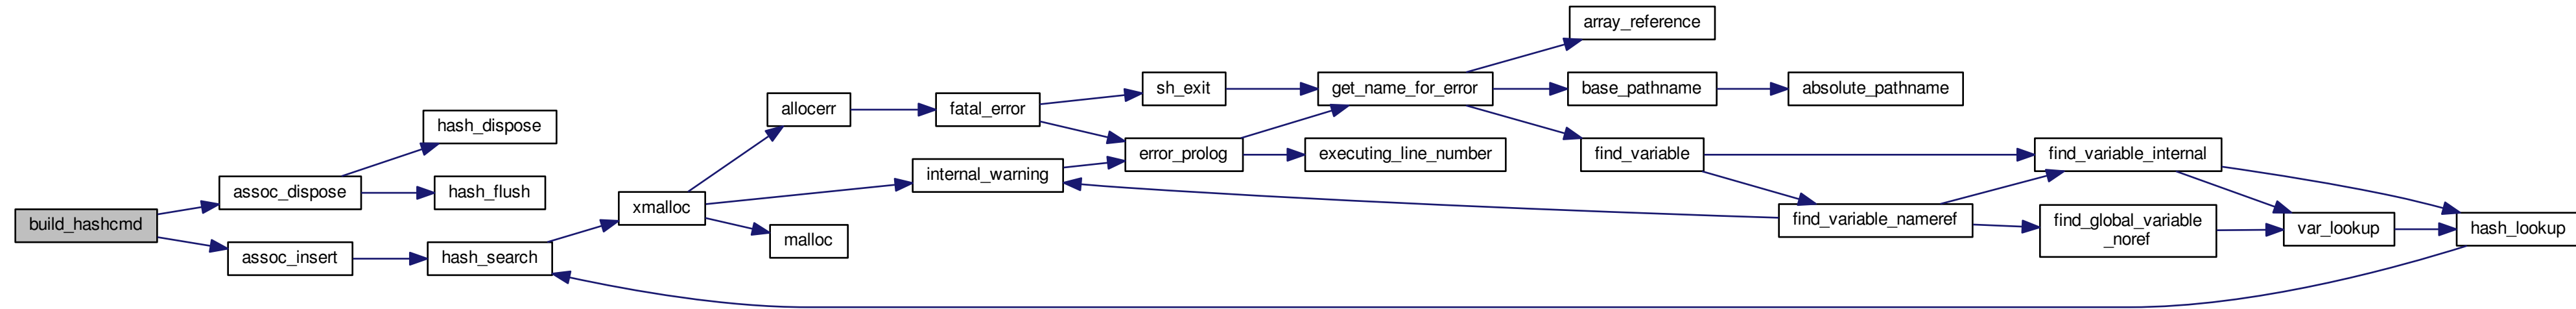 build_hashcmd
assoc_dispose
hash_dispose
hash_flush
assoc_insert
hash_search
xmalloc
allocerr
internal_warning
malloc
fatal_error
sh_exit
error_prolog
get_name_for_error
executing_line_number
array_reference
base_pathname
absolute_pathname
find_variable
find_variable_internal
find_variable_nameref
find_global_variable
_noref
var_lookup
hash_lookup